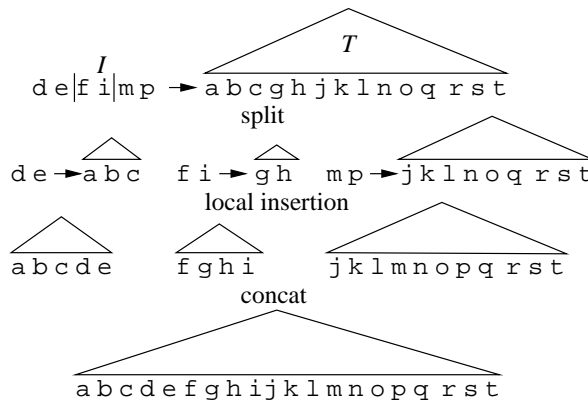 I T
d e|f i|m p a b c g h j k l n o q r s t
split
d e a b c f i g h m p j k l n o q r s t
local insertion
a b c d e f g h i j k l m n o p q r s t
concat
a b c d e f g h i j k l m n o p q r s t